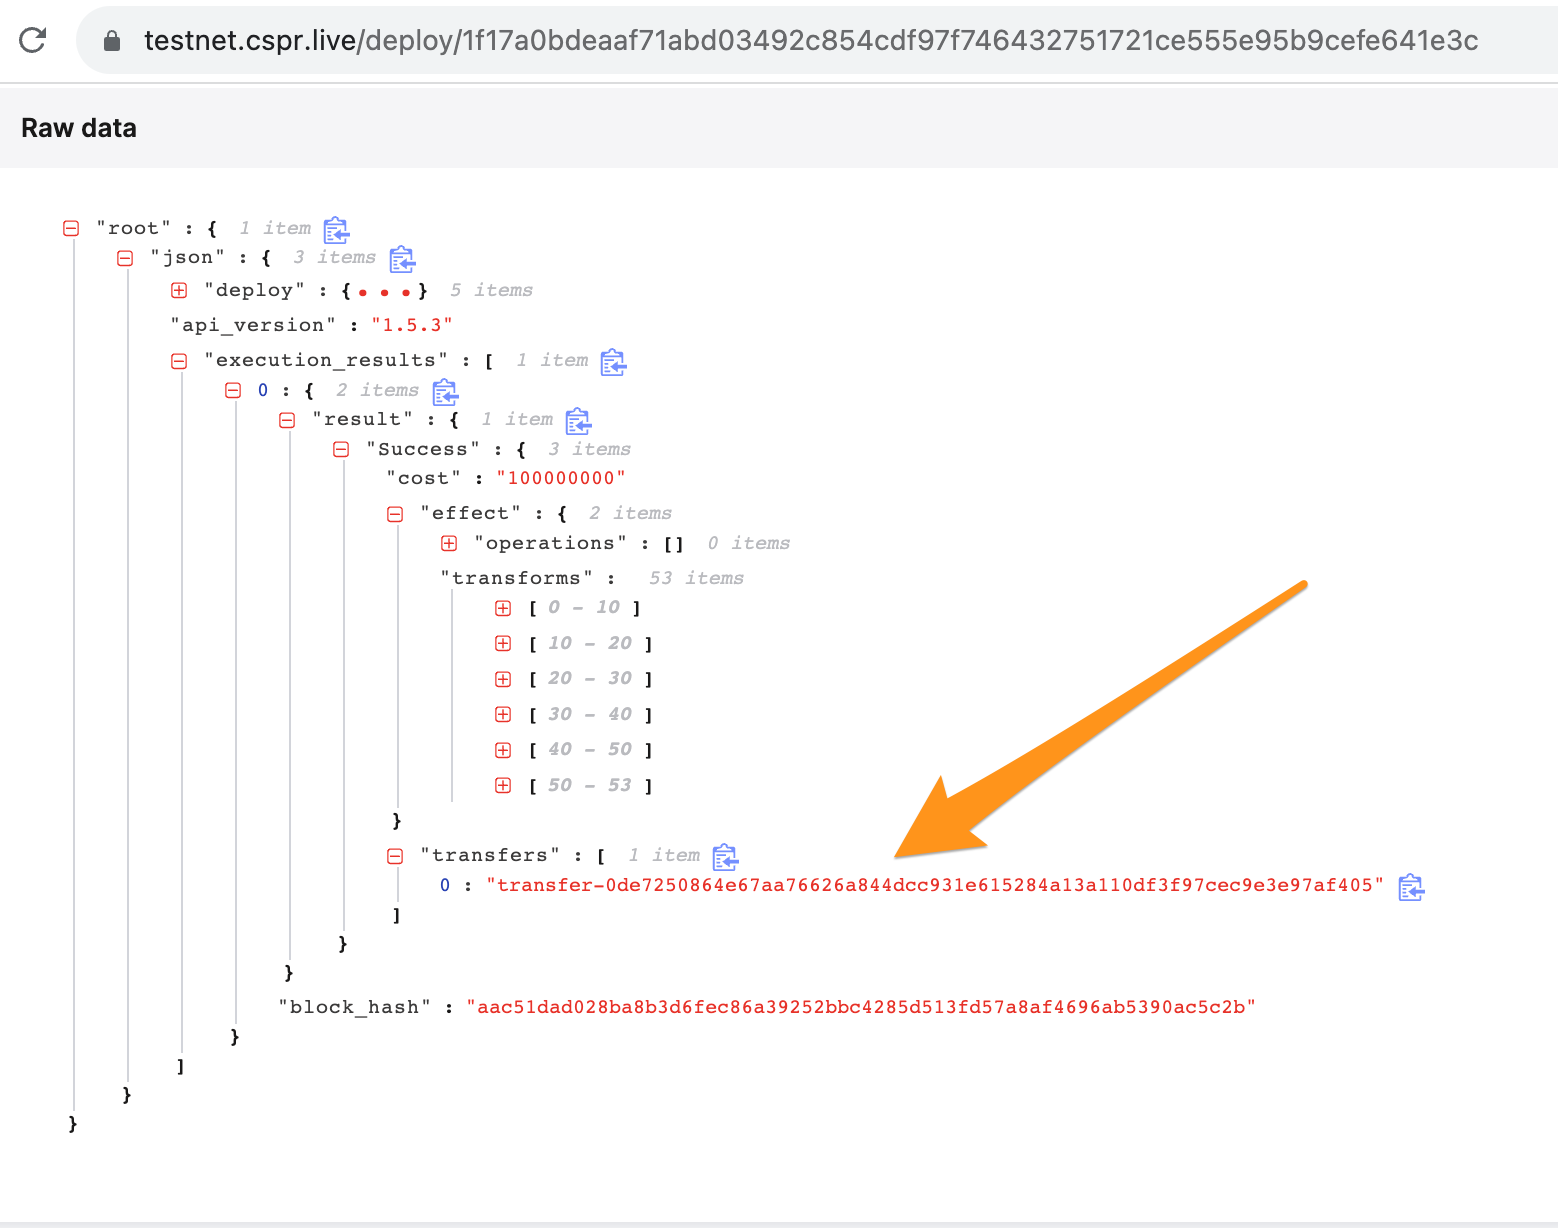 testnet.cspr.live/deploy/1f17a0bdeaaf71abd03492c854cdf97f746432751721ce555e95b9cefe641e3c
Raw data
"root" : { 1 item
"json" : { 3 items
"deploy" : {...} 5 items
"api_version" : "1.5.3"
"execution_results" : [ 1 item
0 : { 2 items
"result" : { 1 item
"Success" : { 3 items
"cost" : "100000000"
"effect" : { 2 items
"operations" : [] 0 items
"transforms" : 53 items
[ 0 - 10 ]
[ 10 - 20 ]
[ 20 - 30 ]
[ 30 - 40 ]
[ 40 - 50 ]
[ 50 - 53 ]
}
"transfers" : [ 1 item
0 : "transfer-0de7250864e67aa76626a844dcc931e615284a13a110df3f97cec9e3e97af405"
]
}
}
"block_hash" : "aac51dad028ba8b3d6fec86a39252bbc4285d513fd57a8af4696ab5390ac5c2b"
}
]
}
}